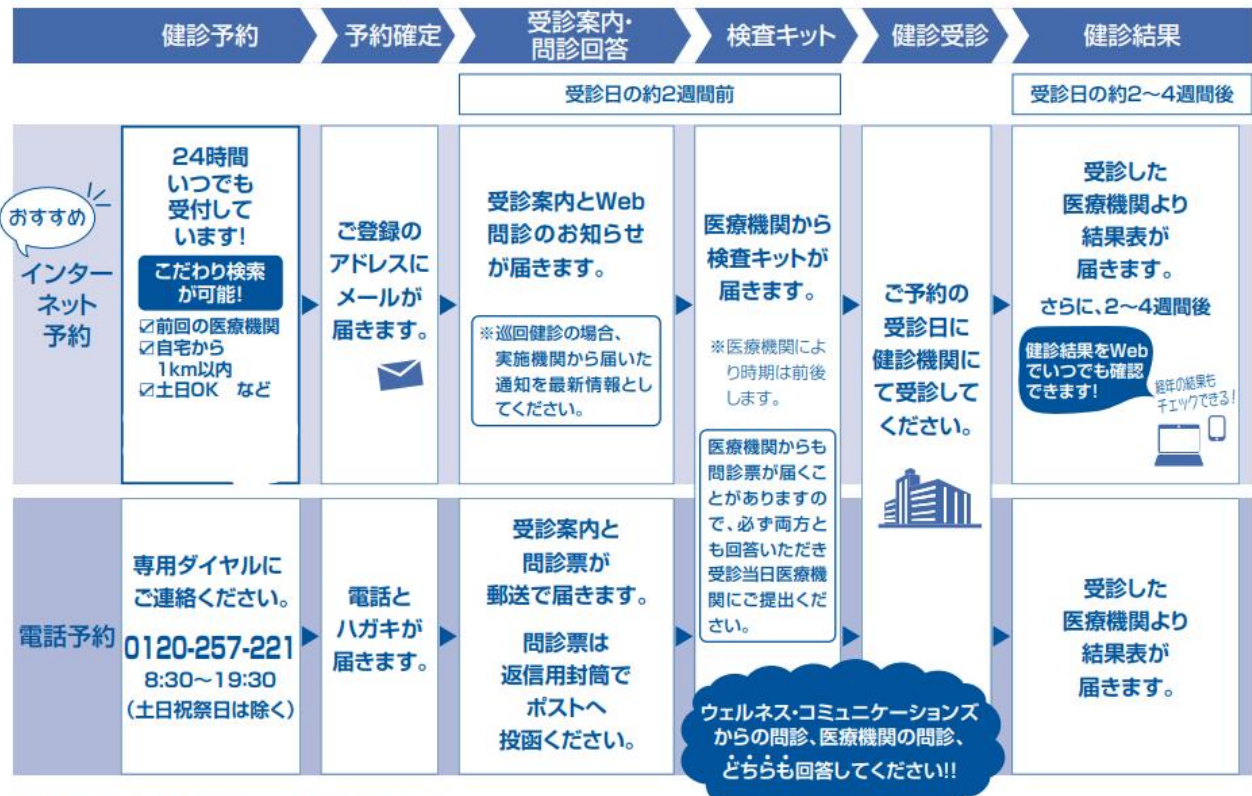 健診予約
予約確定
受診案内・
問診回答
検査キット
健診受診
健診結果
受診日の約2週間前
受診日の約2〜4週間後
おすすめ
インター
ネット
予約
24時間
いつでも
受付して
います!
こだわり検索
が可能!
☑前回の医療機関
☑自宅から
1km以内
☑土日OK など
ご登録の
アドレスに
メールが
届きます。
受診案内とWeb
問診のお知らせ
が届きます。
※巡回健診の場合、
実施機関から届いた
通知を最新情報とし
てください。
医療機関から
検査キットが
届きます。
※医療機関によ
り時期は前後
します。
医療機関からも
問診票が届くこ
とがありますの
で、必ず両方と
も回答いただき
受診当日医療機
関にご提出くだ
さい。
ご予約の
受診日に
健診機関に
て受診して
ください。
受診した
医療機関より
結果表が
届きます。
さらに、2〜4週間後
健診結果をWeb
でいつでも確認
できます!
経年の結果も
チェックできる!
電話予約
専用ダイヤルに
ご連絡ください。
0120-257-221
8:30〜19:30
(土日祝祭日は除く)
電話と
ハガキが
届きます。
受診案内と
問診票が
郵送で届きます。
問診票は
返信用封筒で
ポストへ
投函ください。
受診した
医療機関より
結果表が
届きます。
ウェルネス・コミュニケーションズ
からの問診、医療機関の問診、
どちらも回答してください!!